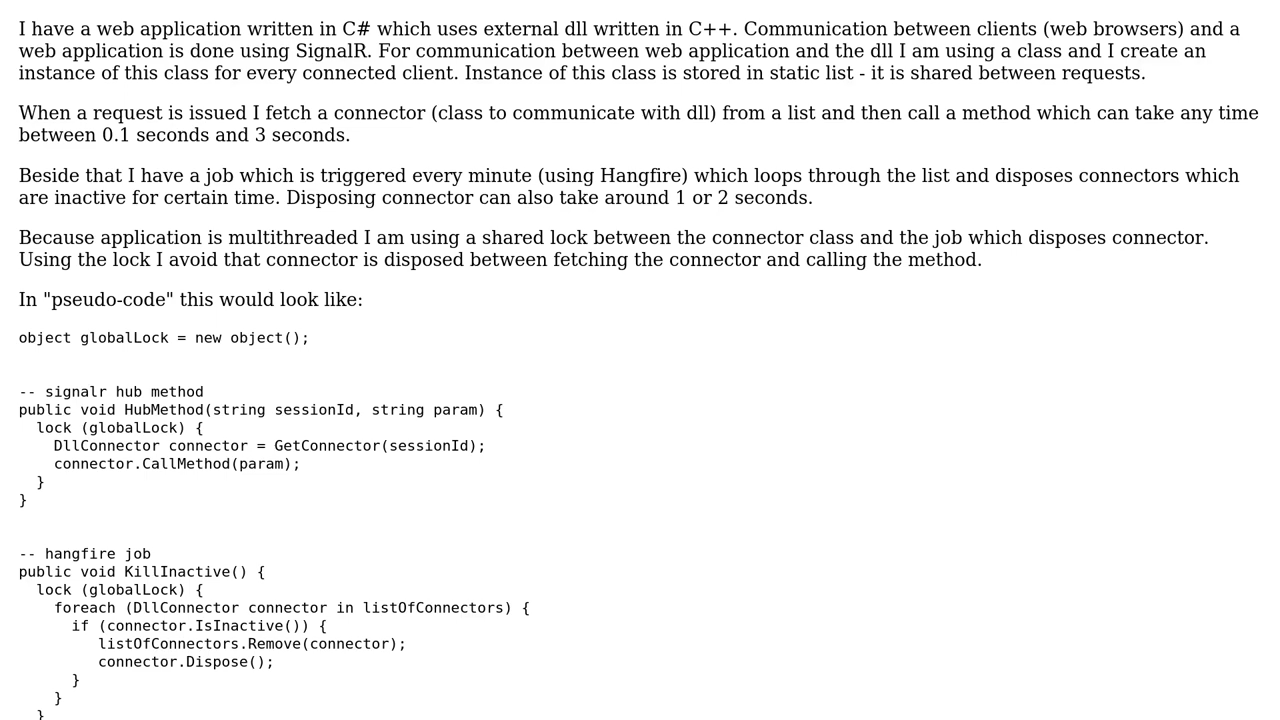 I have a web application written in C# which uses external dll written in C++. Communication between clients (web browsers) and a
web application is done using SignalR. For communication between web application and the dll I am using a class and I create an
instance of this class for every connected client. Instance of this class is stored in static list - it is shared between requests.
When a request is issued I fetch a connector (class to communicate with dll) from a list and then call a method which can take any time
between 0.1 seconds and 3 seconds.
Beside that I have a job which is triggered every minute (using Hangfire) which loops through the list and disposes connectors which
are inactive for certain time. Disposing connector can also take around 1 or 2 seconds.
Because application is multithreaded I am using a shared lock between the connector class and the job which disposes connector.
Using the lock I avoid that connector is disposed between fetching the connector and calling the method.
In "pseudo-code" this would look like:
object globalLock = new object();
-- signalr hub method
public void HubMethod(string sessionId, string param) {
  lock (globalLock) {
    DllConnector connector = GetConnector(sessionId);
    connector.CallMethod(param);
  }
}
-- hangfire job
public void KillInactive() {
  lock (globalLock) {
    foreach (DllConnector connector in listOfConnectors) {
      if (connector.IsInactive()) {
         listOfConnectors.Remove(connector);
         connector.Dispose();
      }
    }
  }